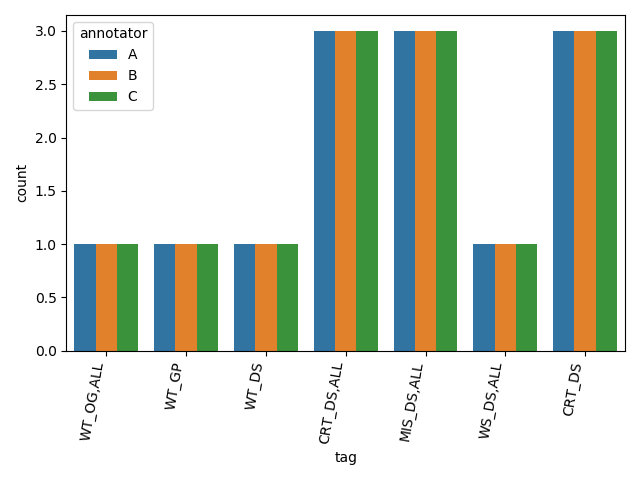 annotator
A
B
C
count
3.0
2.5
2.0
1.5
1.0
0.5
0.0
WT_OG,ALL
WT_GP
WT_DS
CRT_DS,ALL
MIS_DS,ALL
WS_DS,ALL
CRT_DS
tag